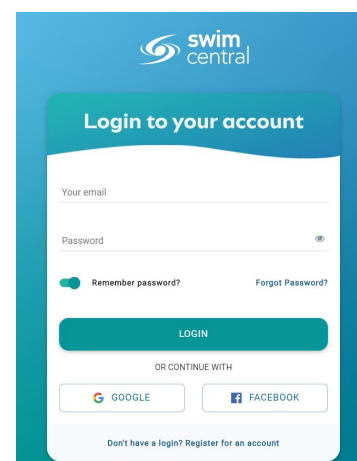 swim
central
Login to your account
Your email
Password
Remember password? Forgot Password?
LOGIN
OR CONTINUE WITH
GOOGLE FACEBOOK
Don't have a login? Register for an account